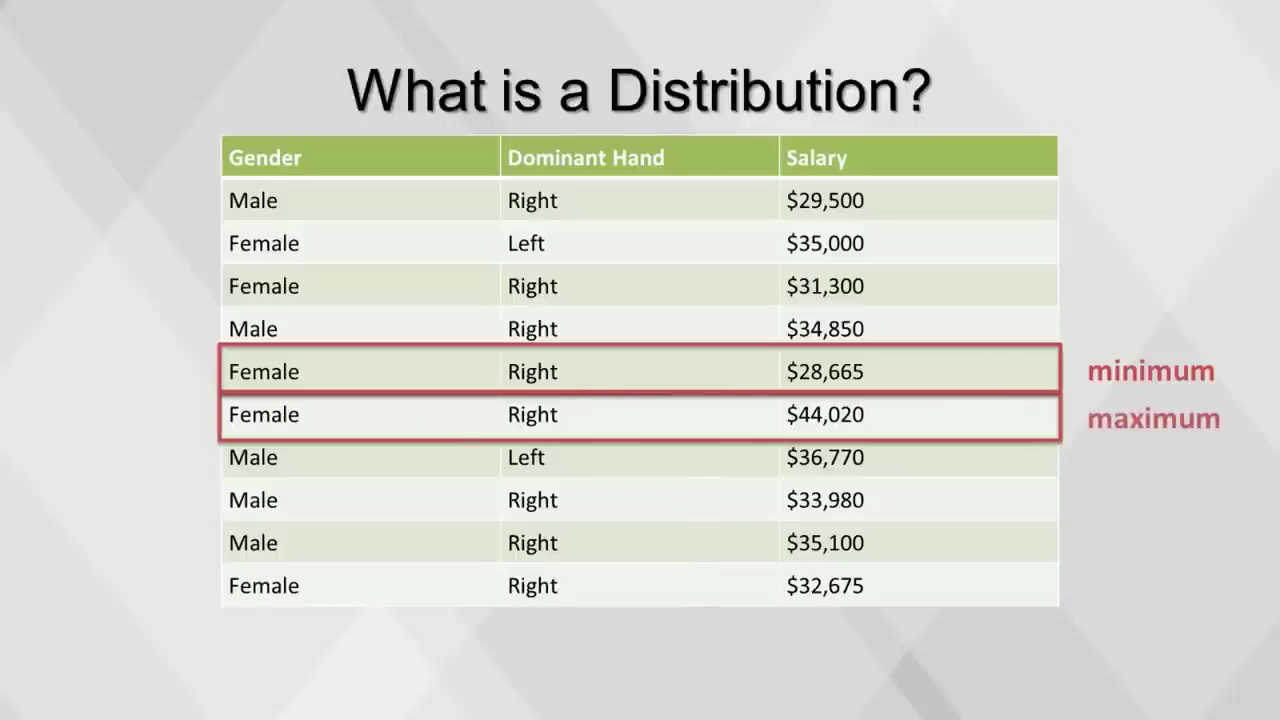 What is a Distribution?
Gender Dominant Hand Salary
Male Right $29,500
Female Left $35,000
Female Right $31,300
Male Right $34,850
Female Right $28,665 minimum
Female Right $44,020 maximum
Male Left $36,770
Male Right $33,980
Male Right $35,100
Female Right $32,675